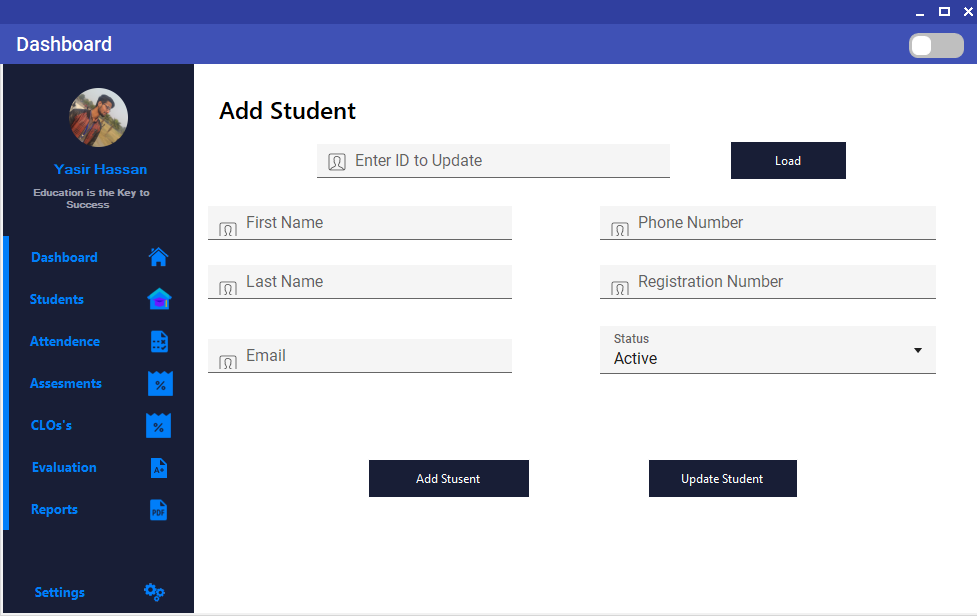 Dashboard
Yasir Hassan
Education is the Key to
Success
Dashboard
Students
Attendence
Assesments
%
CLOs's
%
Evaluation
A+
Reports
PDF
Settings
Add Student
Enter ID to Update
Load
First Name
Phone Number
Last Name
Registration Number
Email
Status
Active
Add Stusent
Update Student